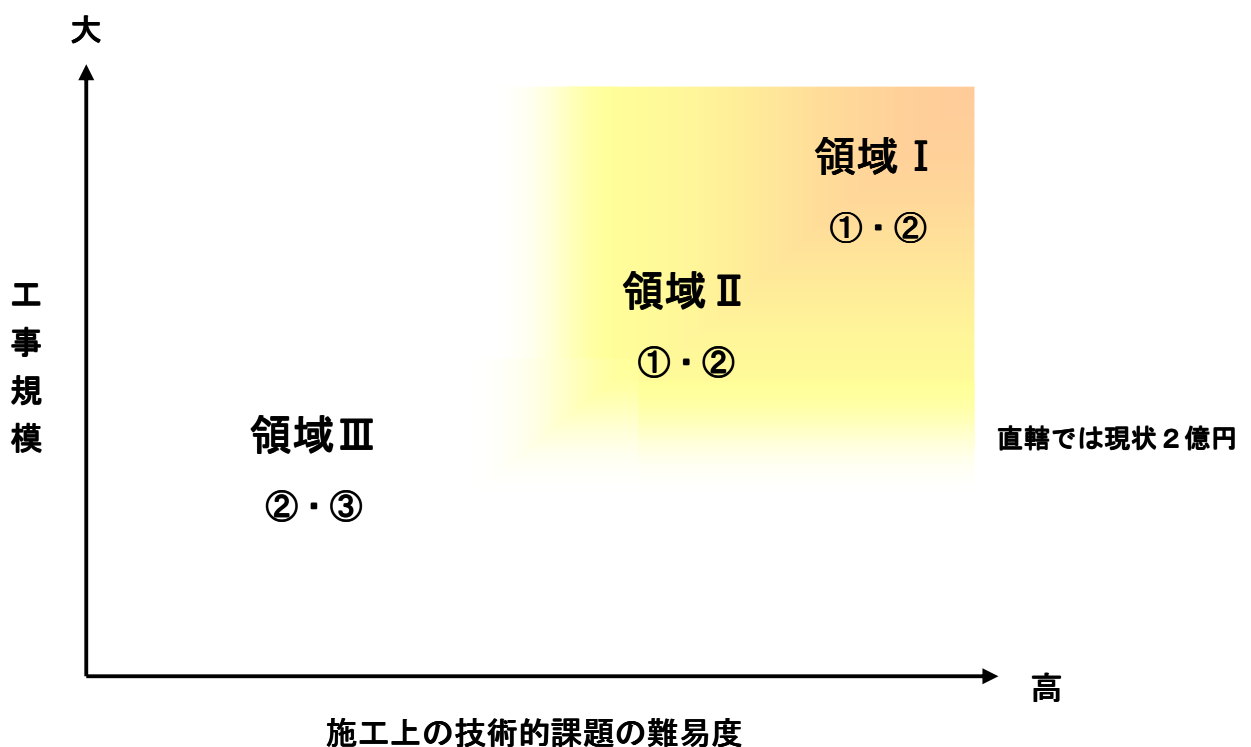 大
工事規模
領域Ⅰ
①・②
領域Ⅱ
①・②
領域Ⅲ
②・③
直轄では現状２億円
高
施工上の技術的課題の難易度